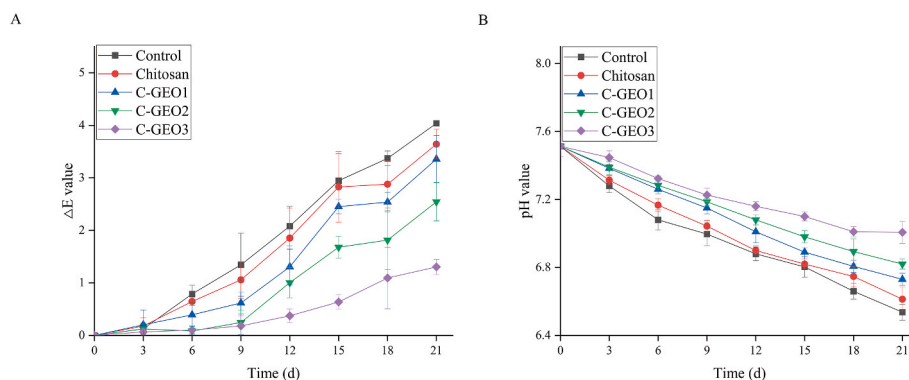 A
B
Control
Chitosan
C-GEO1
C-GEO2
C-GEO3
△E value
5
4
3
2
1
0
0 3 6 9 12 15 18 21
Time (d)
Control
Chitosan
C-GEO1
C-GEO2
C-GEO3
pH value
8.0
7.6
7.2
6.8
6.4
0 3 6 9 12 15 18 21
Time (d)